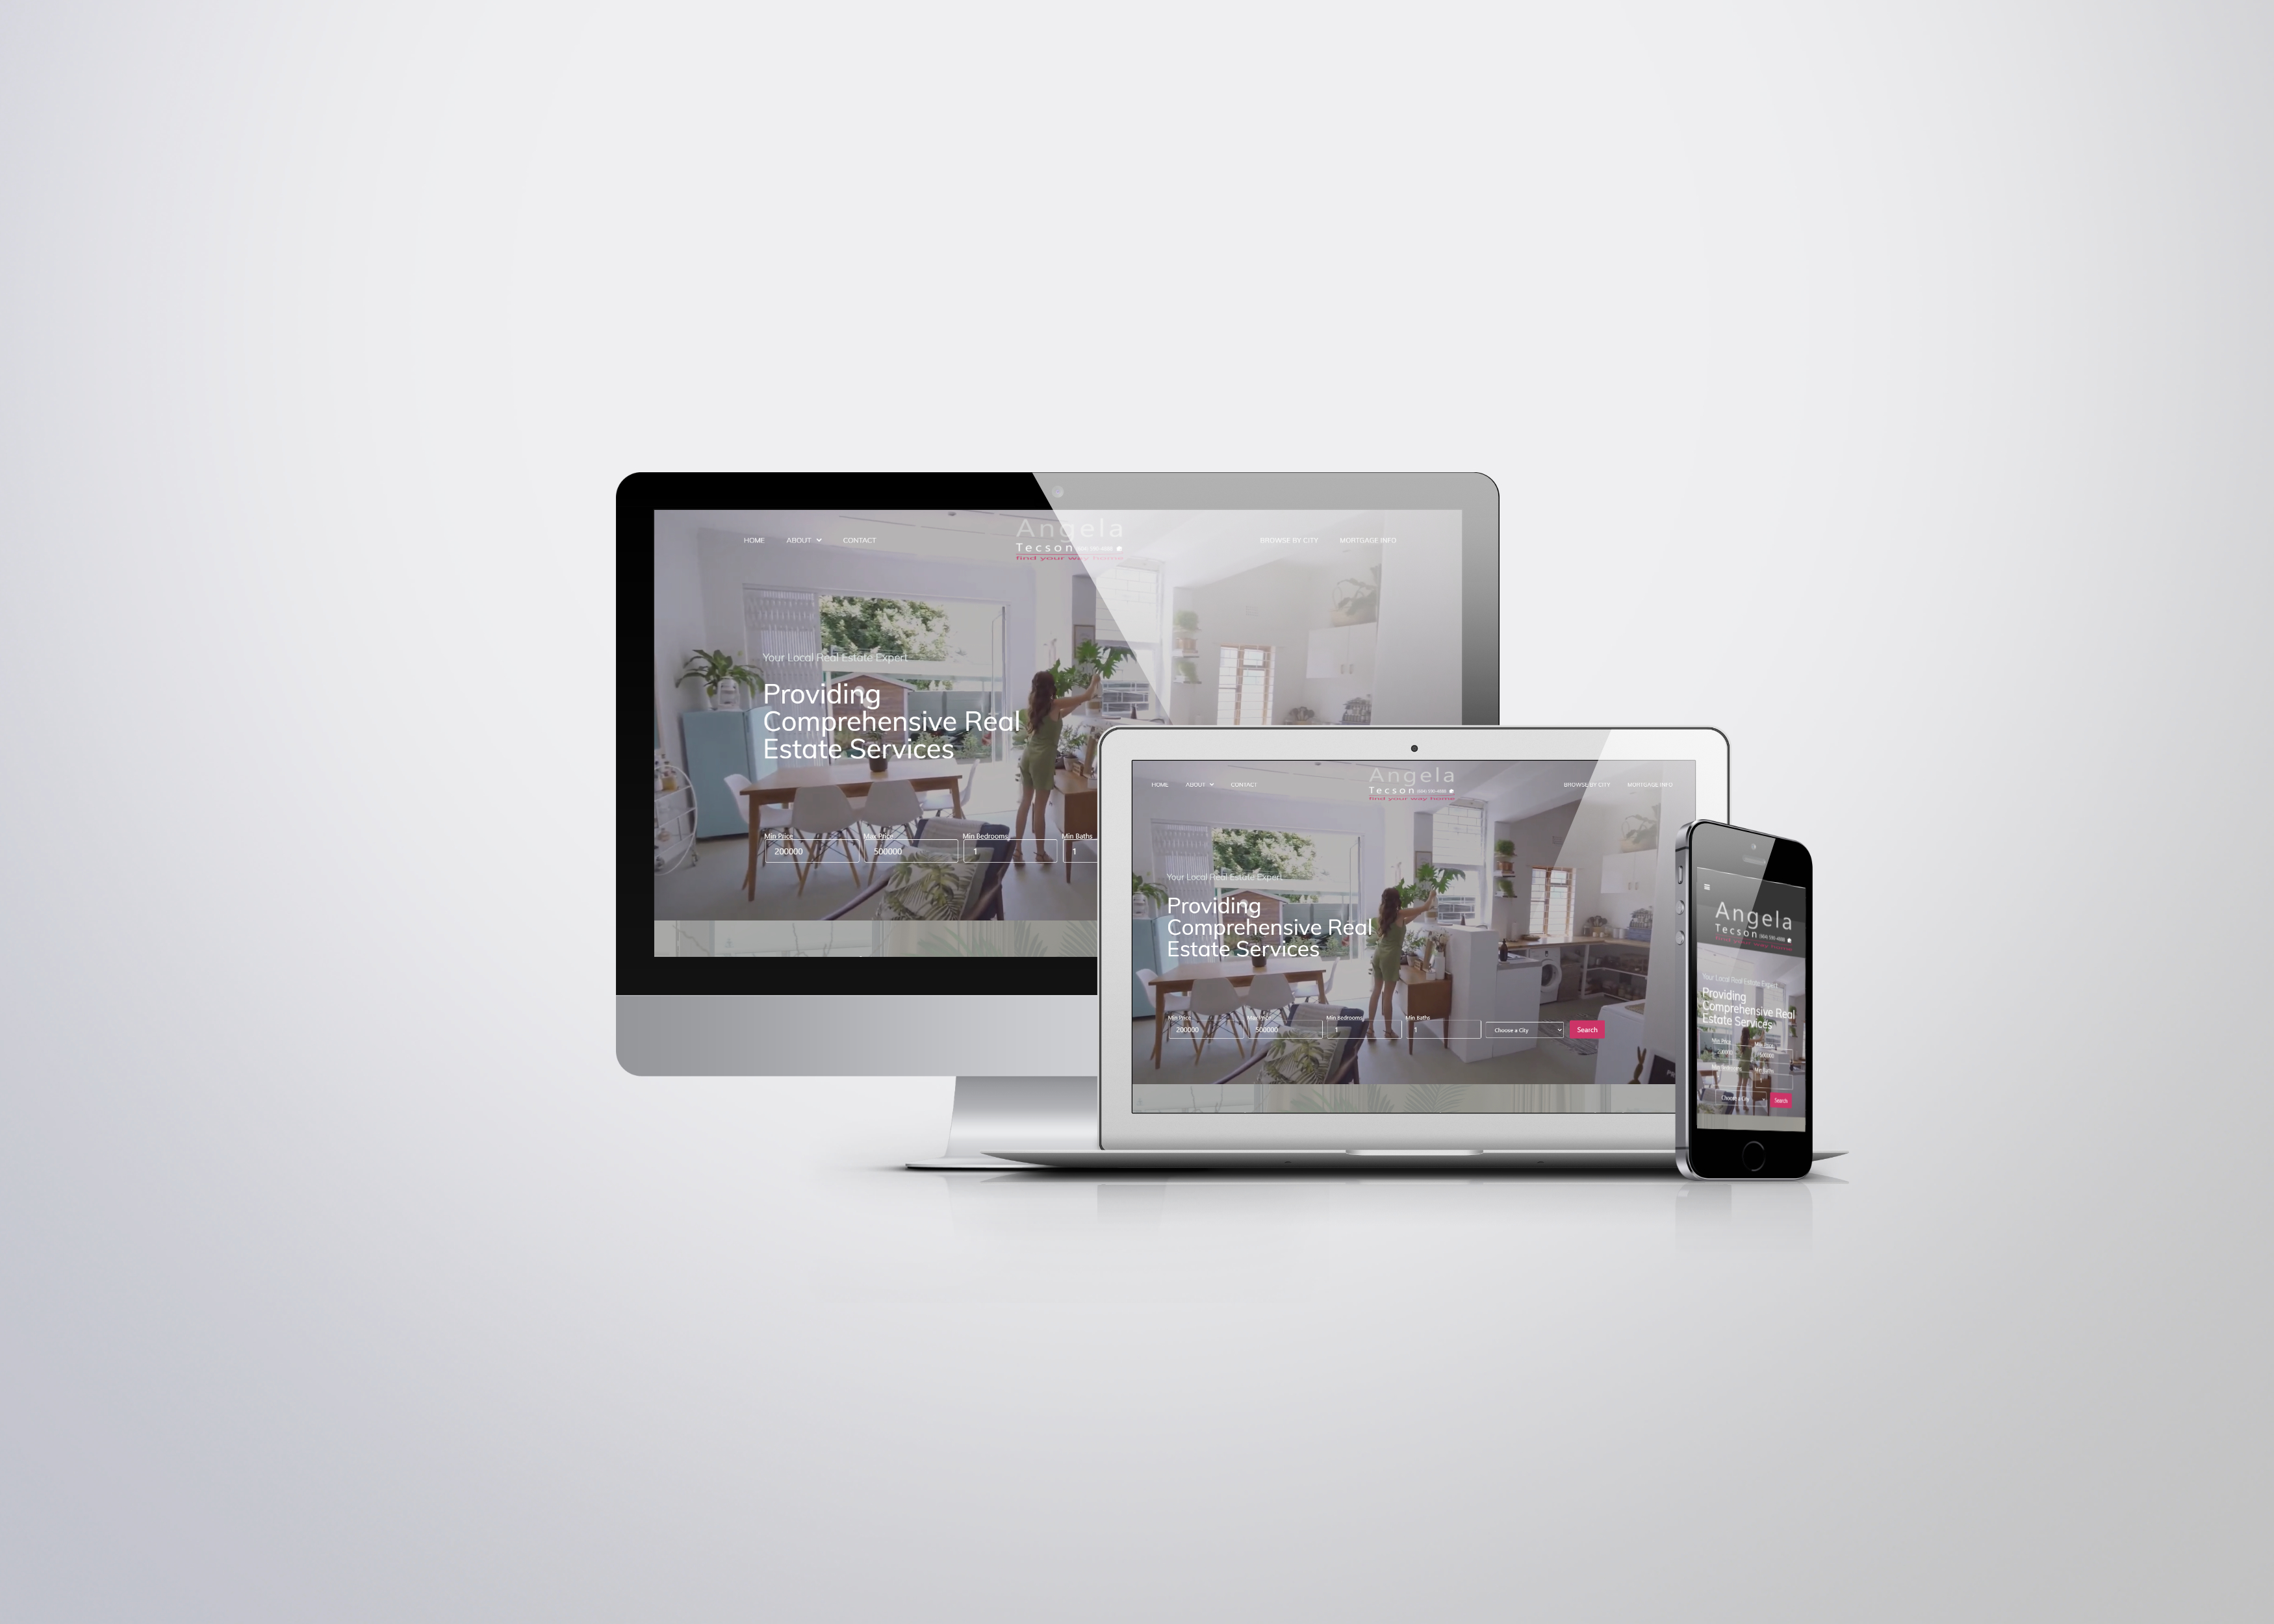 HOME ABOUT CONTACT
Angela
Tecson
find your way home
BROWSE BY CITY MORTGAGE INFO
Your Local Real Estate Expert
Providing
Comprehensive Real
Estate Services
Min Price Max Price Min Bedrooms Min Baths
200000 500000 1 1
HOME ABOUT CONTACT
Angela
Tecson
find your way home
BROWSE BY CITY MORTGAGE INFO
Your Local Real Estate Expert
Providing
Comprehensive Real
Estate Services
Min Price Max Price Min Bedrooms Min Baths
200000 500000 1 1 Choose a City Search
Angela
Tecson
Your Local Real Estate Expert
Providing
Comprehensive Real
Estate Services
Min Price Max Price
200000 500000
Min Bedrooms Min Baths
Choose a City Search